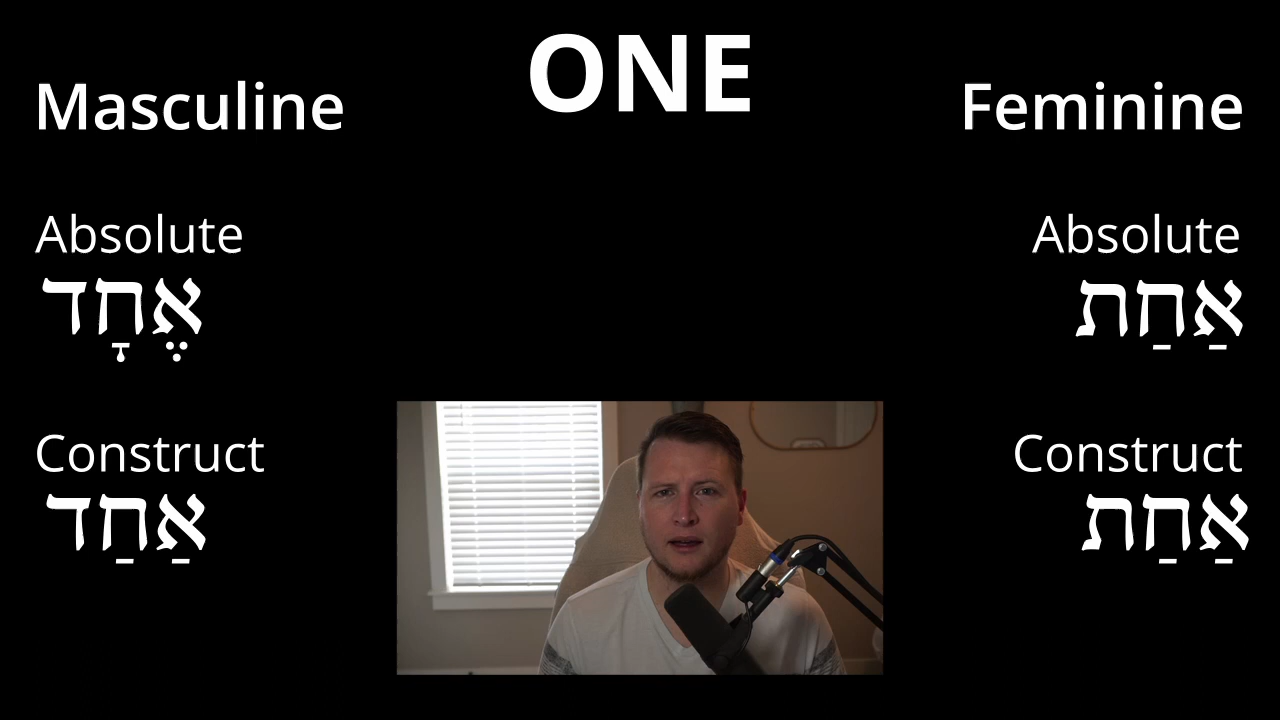 ONE
Masculine
Feminine
Absolute
אֶחָד
Absolute
אַחַת
Construct
אַחַד
Construct
אַחַת